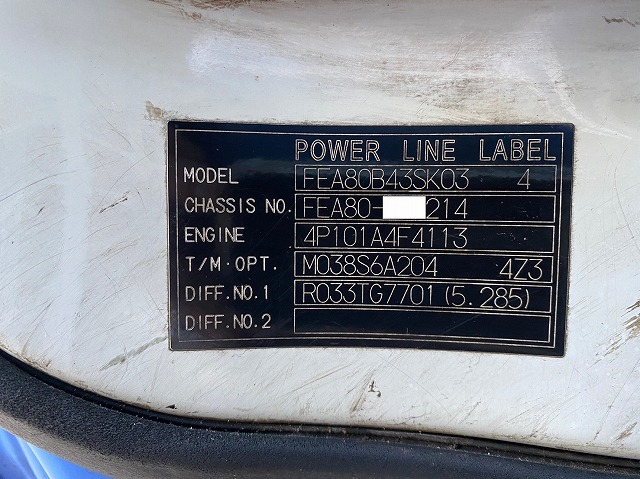 POWER LINE LABEL
MODEL FEA80B43SK03 4
CHASSIS NO. FEA80- 214
ENGINE 4P101A4F4113
T/M·OPT. M038S6A204 4Z3
DIFF.NO.1 R033TG7701(5.285)
DIFF.NO.2